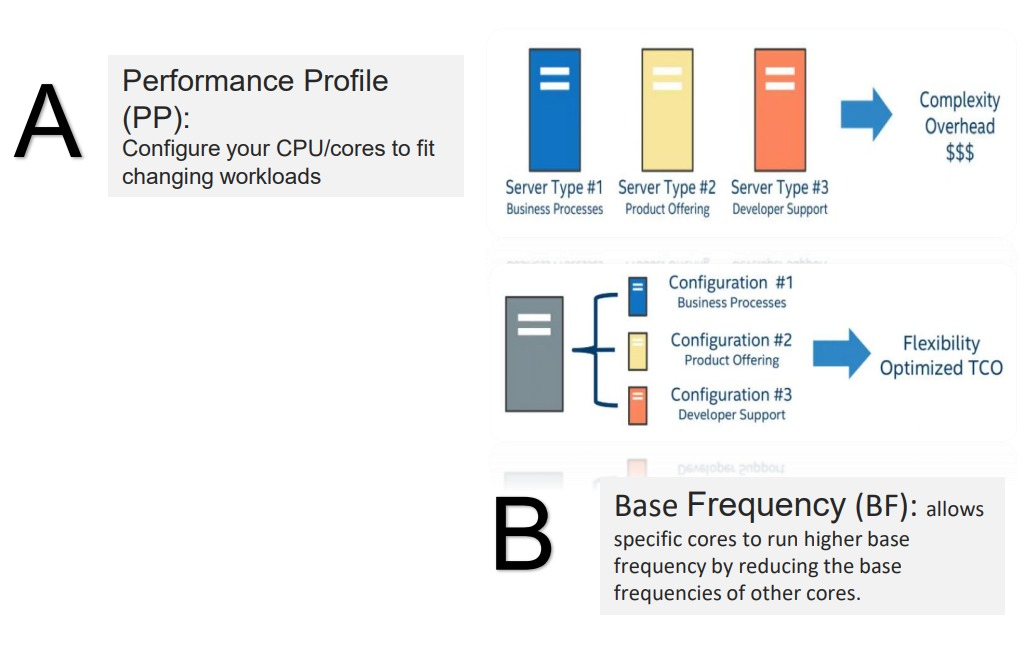 A
Performance Profile
(PP):
Configure your CPU/cores to fit
changing workloads
Server Type #1
Business Processes
Server Type #2
Product Offering
Server Type #3
Developer Support
Complexity
Overhead
$$$
Configuration  #1
Business Processes
Configuration #2
Product Offering
Configuration #3
Developer Support
Flexibility
Optimized TCO
Developer Support
B
Base Frequency (BF): allows
specific cores to run higher base
frequency by reducing the base
frequencies of other cores.